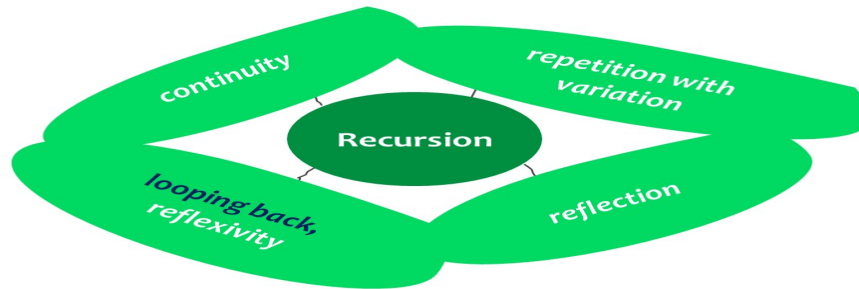 continuity
repetition with
variation
Recursion
looping back,
reflexivity
reflection